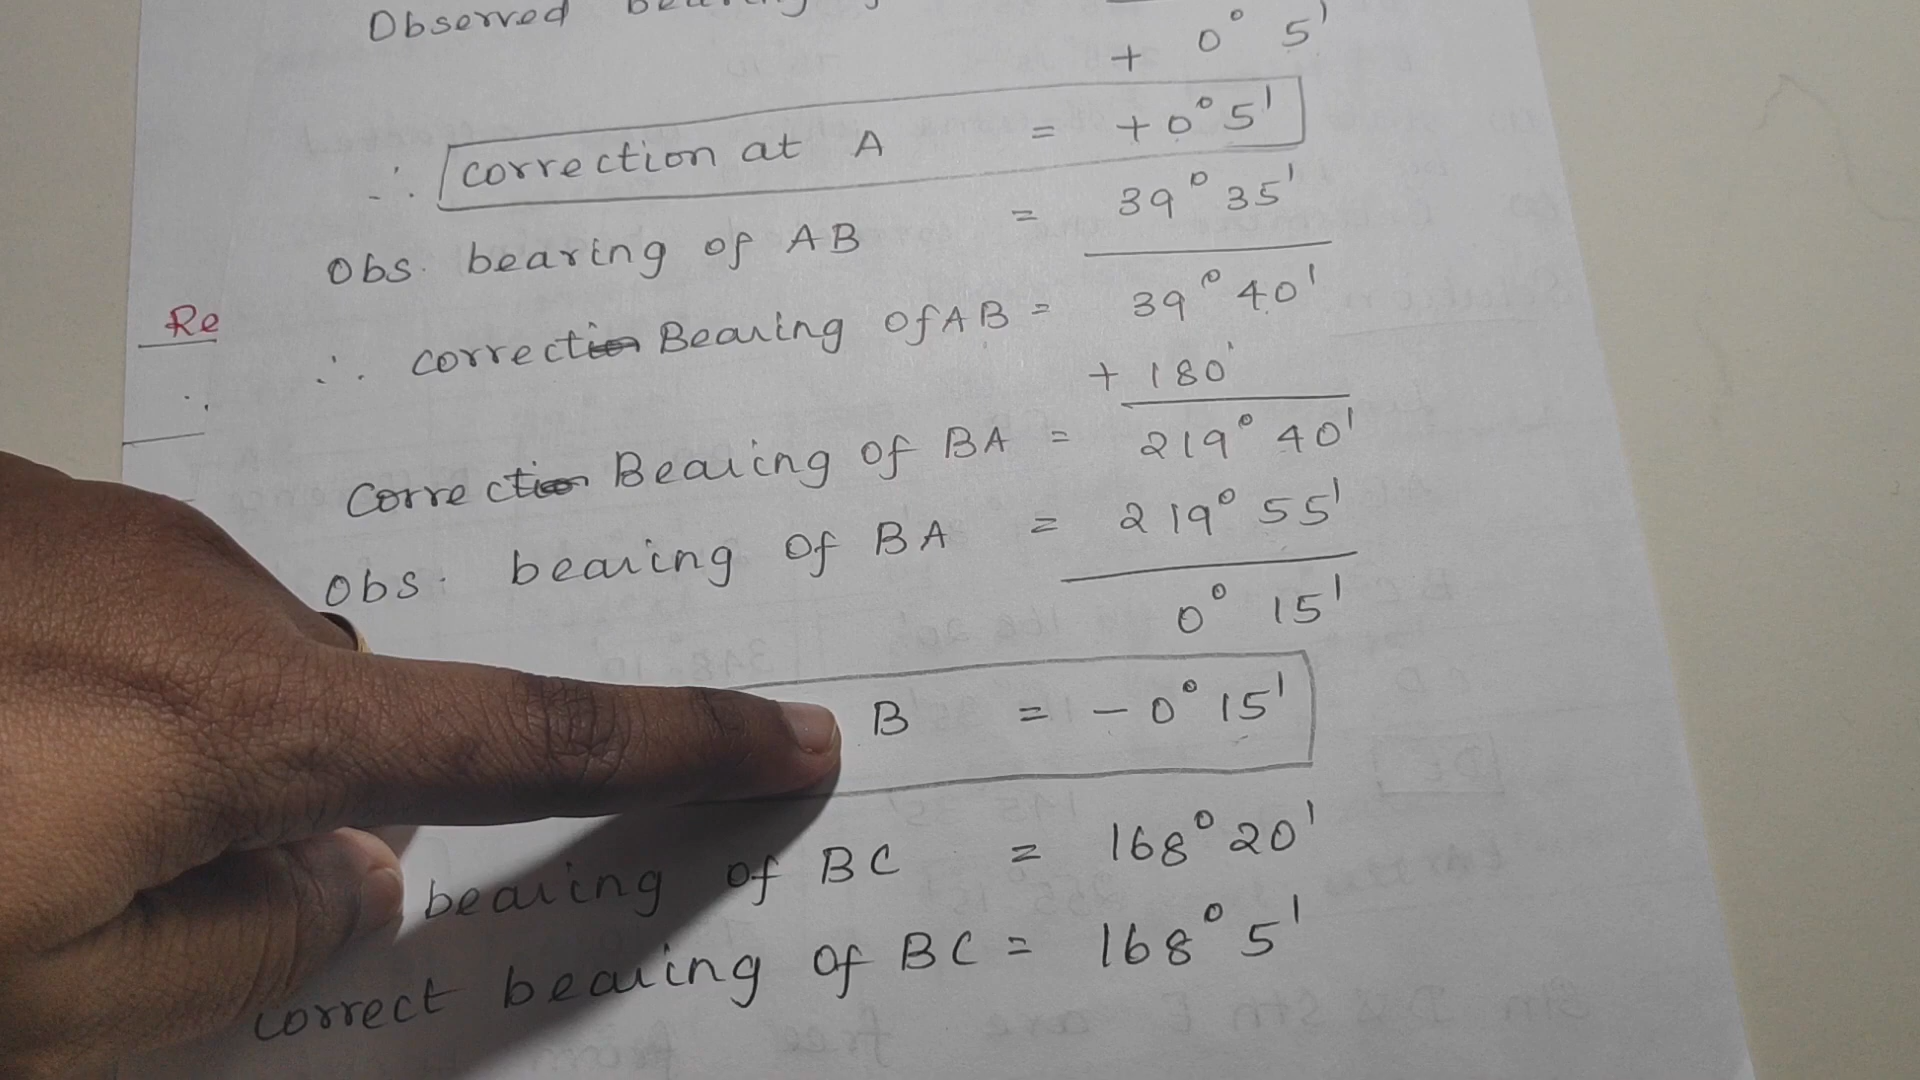 Observed
+ 0° 5'
∴ correction at A = +0° 5'
Obs. bearing of AB = 39° 35'
Re
∴ correction Bearing of AB = 39° 40'
+ 180°
Correction Bearing of BA = 219° 40'
Obs. bearing of BA = 219° 55'
0° 15'
B = - 0° 15'
bearing of BC = 168° 20'
correct bearing of BC = 168° 5'